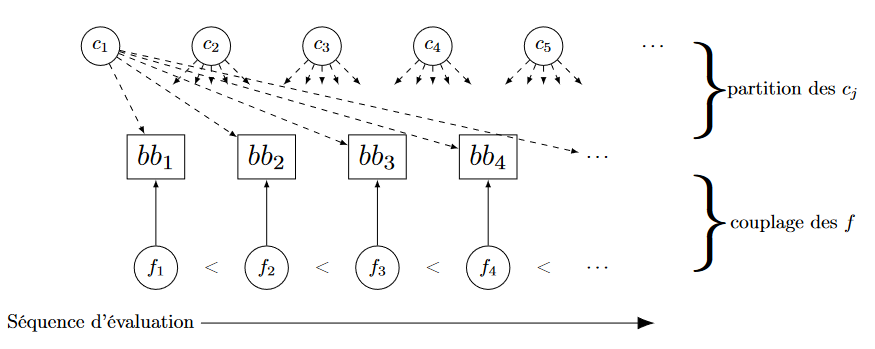 c₁ c₂ c₃ c₄ c₅ ···
partition des cⱼ
bb₁ bb₂ bb₃ bb₄ ···
couplage des f
f₁ < f₂ < f₃ < f₄ < ···
Séquence d'évaluation